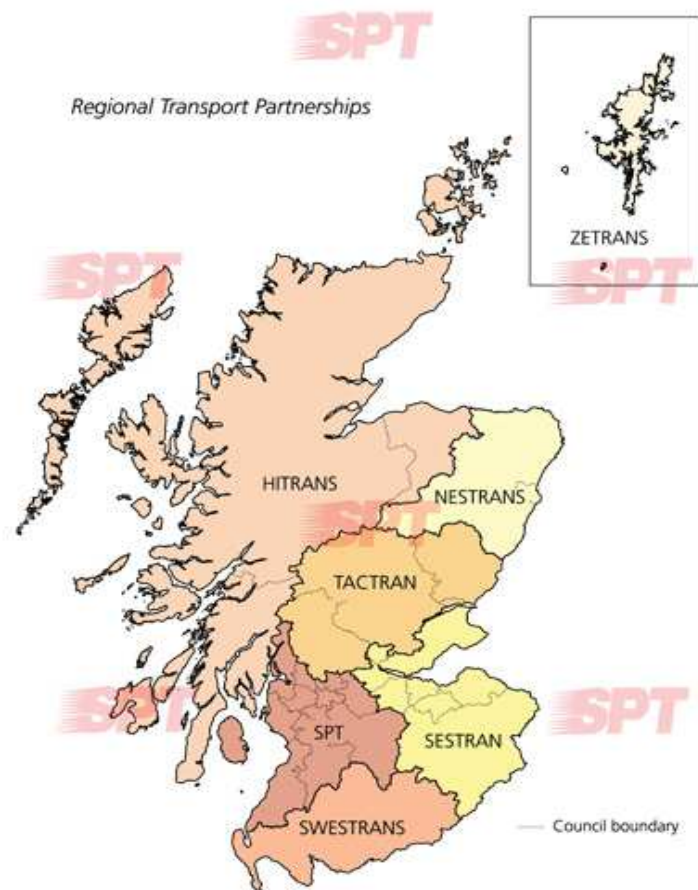 SPT
Regional Transport Partnerships
ZETRANS
SPT
SPT
HITRANS
NESTRANS
SPT
TACTRAN
SPT
SPT
SPT
SESTRAN
SWESTRANS
Council boundary